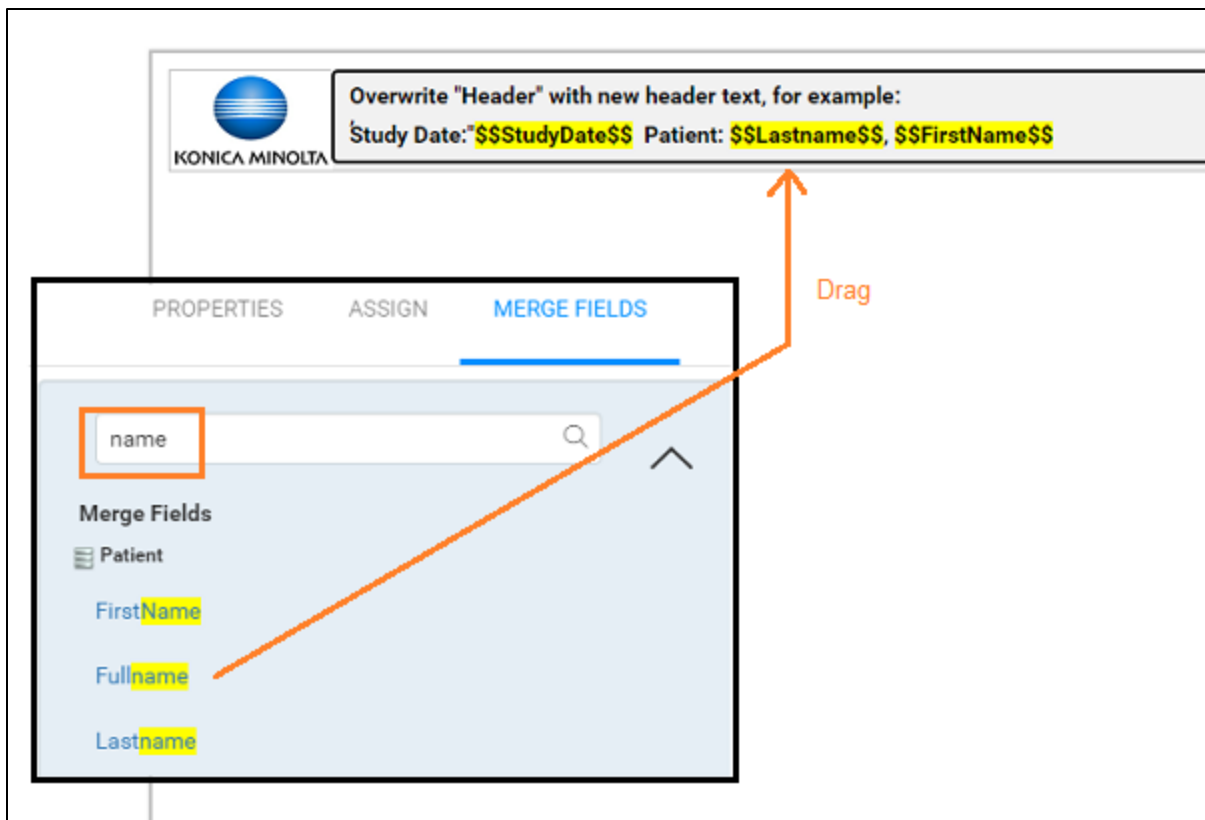 Overwrite "Header" with new header text, for example:
'Study Date:"$$StudyDate$$ Patient: $$Lastname$$, $$FirstName$$
KONICA MINOLTA
Drag
PROPERTIES ASSIGN MERGE FIELDS
name
Merge Fields
Patient
FirstName
Fullname
Lastname